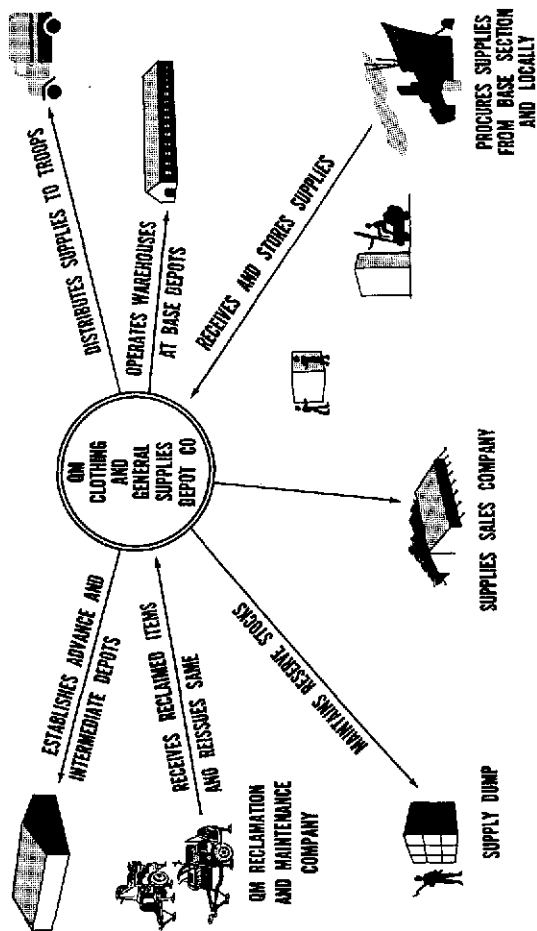 ESTABLISHES ADVANCE AND
INTERMEDIATE DEPOTS
RECEIVES RECLAIMED ITEMS
AND REISSUES SAME
QM RECLAMATION
AND MAINTENANCE
COMPANY
MAINTAINS RESERVE STOCKS
SUPPLY DUMP
QM
CLOTHING
AND
GENERAL
SUPPLIES
DEPOT CO
SUPPLIES SALES COMPANY
DISTRIBUTES SUPPLIES TO TROOPS
OPERATES WAREHOUSES
AT BASE DEPOTS
RECEIVES AND STORES SUPPLIES
PROCURES SUPPLIES
FROM BASE SECTION
AND LOCALLY